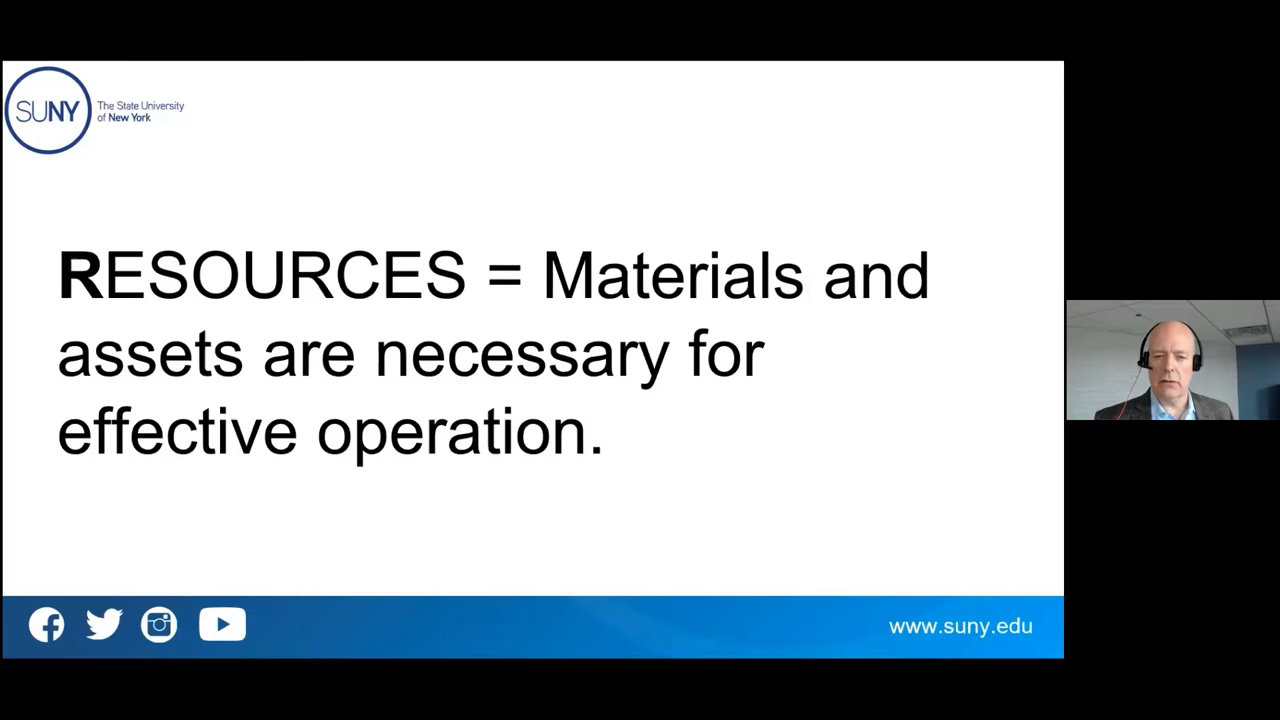 SUNY
The State University
of New York
RESOURCES = Materials and
assets are necessary for
effective operation.
www.suny.edu